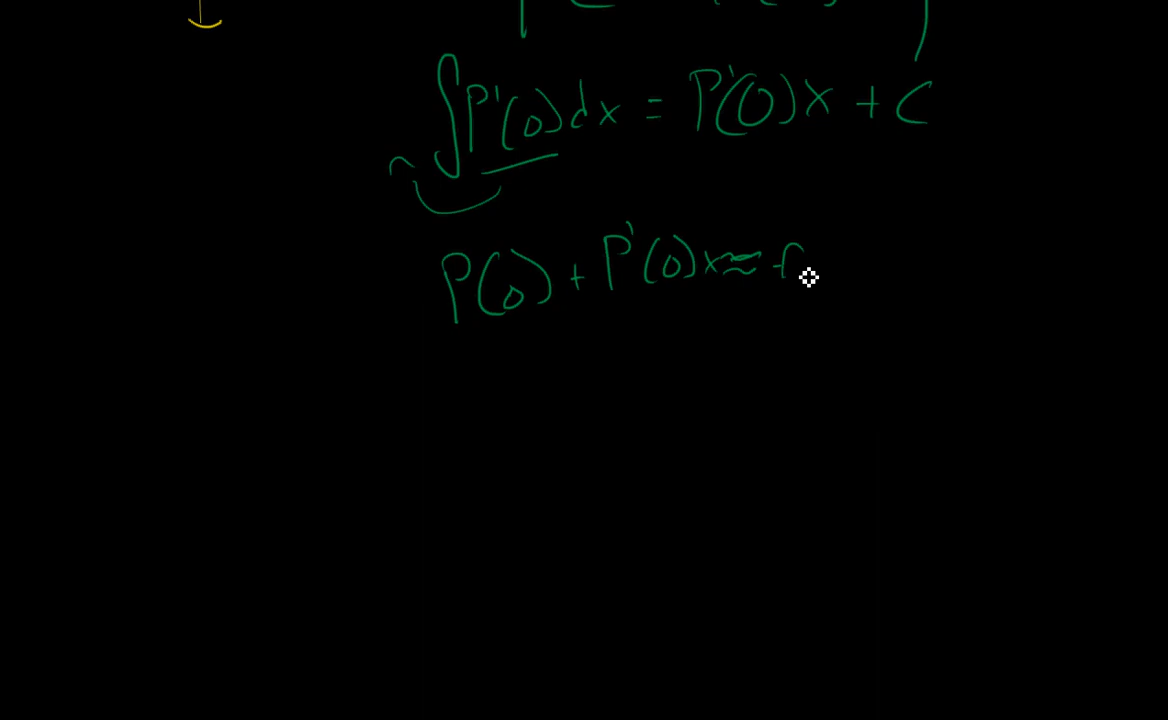 ∫P'(0)dx = P'(0)x + C
P(0) + P'(0)x ≈ f